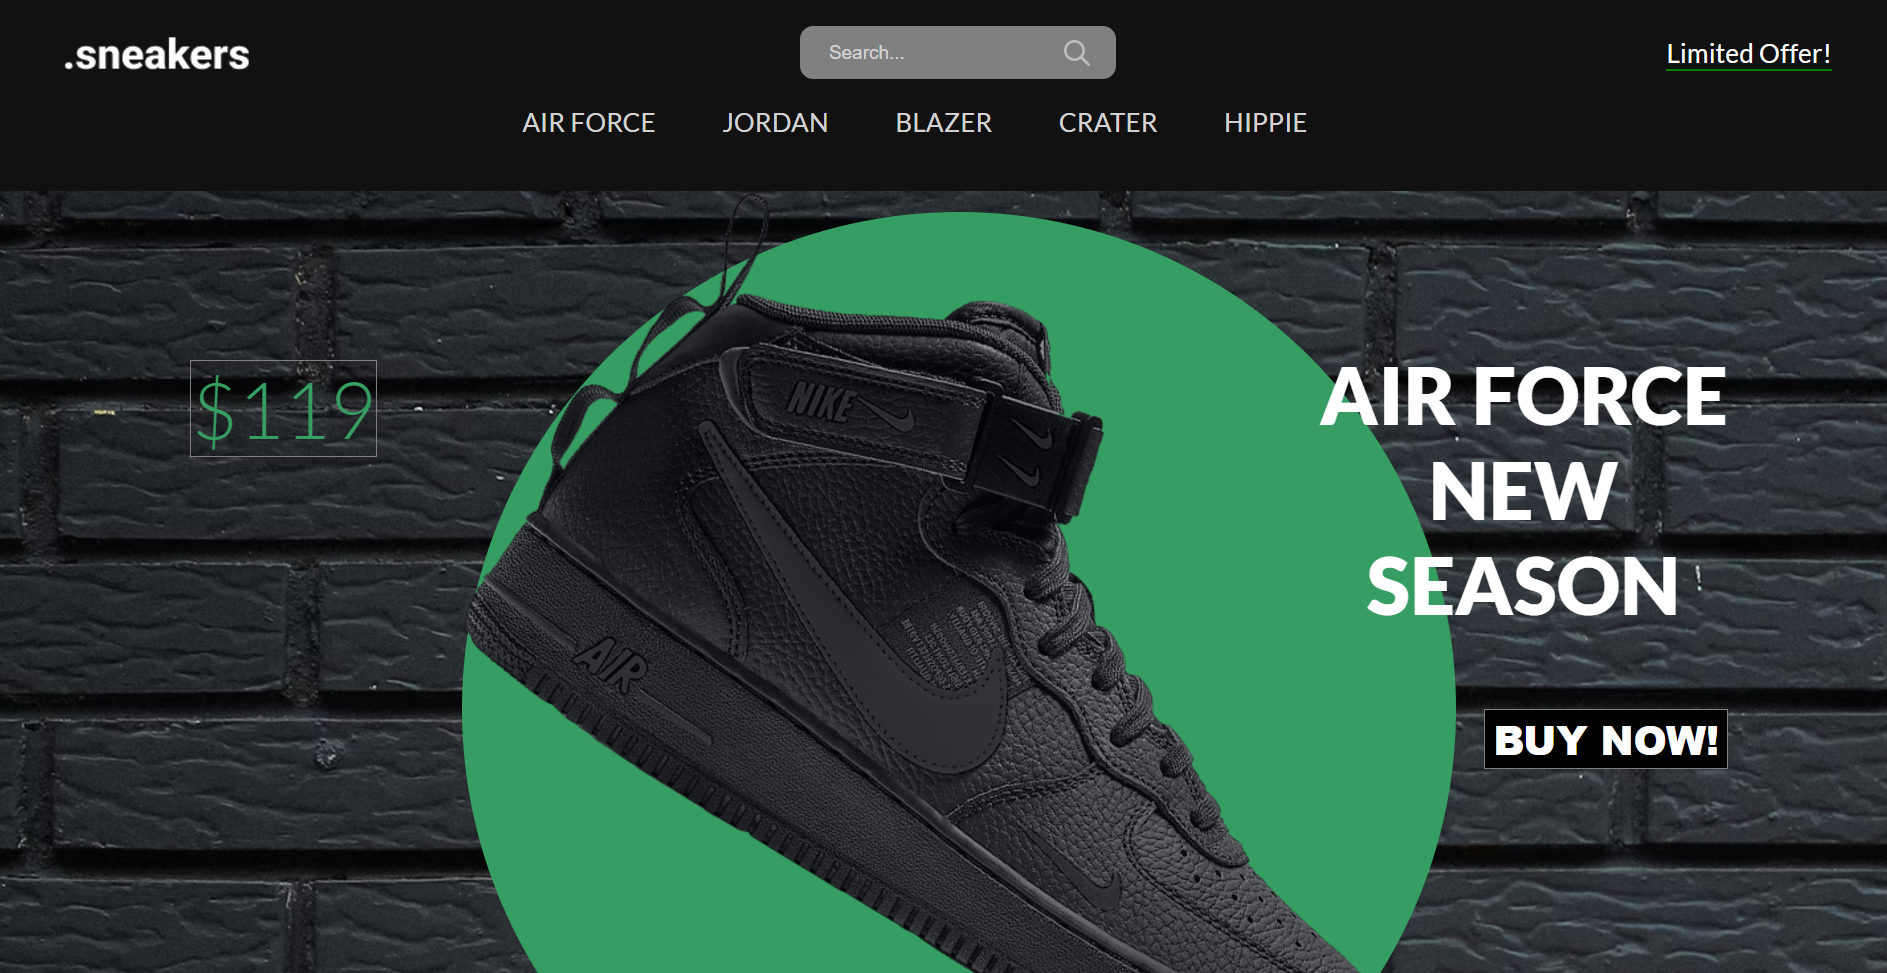 .sneakers
Search...
Limited Offer!
AIR FORCE
JORDAN
BLAZER
CRATER
HIPPIE
$119
NIKE
AIR
AIR FORCE
NEW
SEASON
BUY NOW!